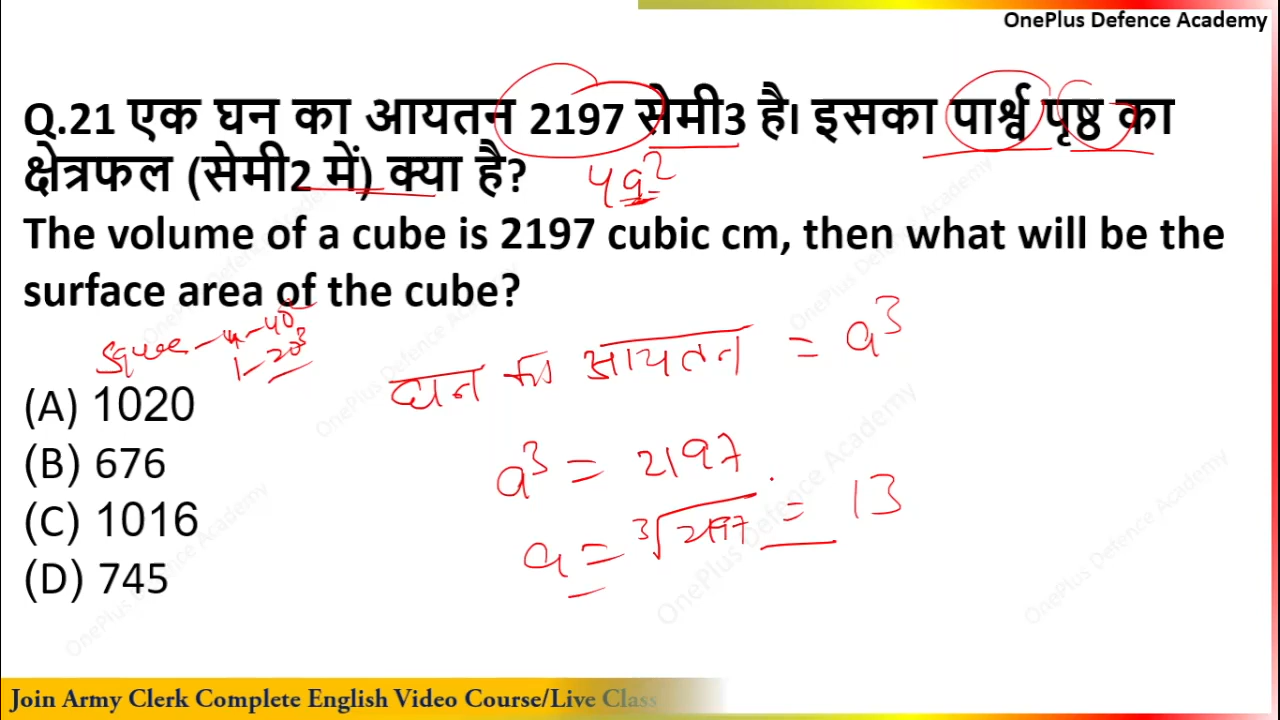 OnePlus Defence Academy
Q.21 एक घन का आयतन 2197 सेमी3 है। इसका पार्श्व पृष्ठ का
क्षेत्रफल (सेमी2 में) क्या है?
4a²
The volume of a cube is 2197 cubic cm, then what will be the
surface area of the cube?
1-20³
घन का आयतन = a³
(A) 1020
(B) 676
(C) 1016
(D) 745
a³ = 2197
a = ³√2197 = 13
Join Army Clerk Complete English Video Course/Live Class